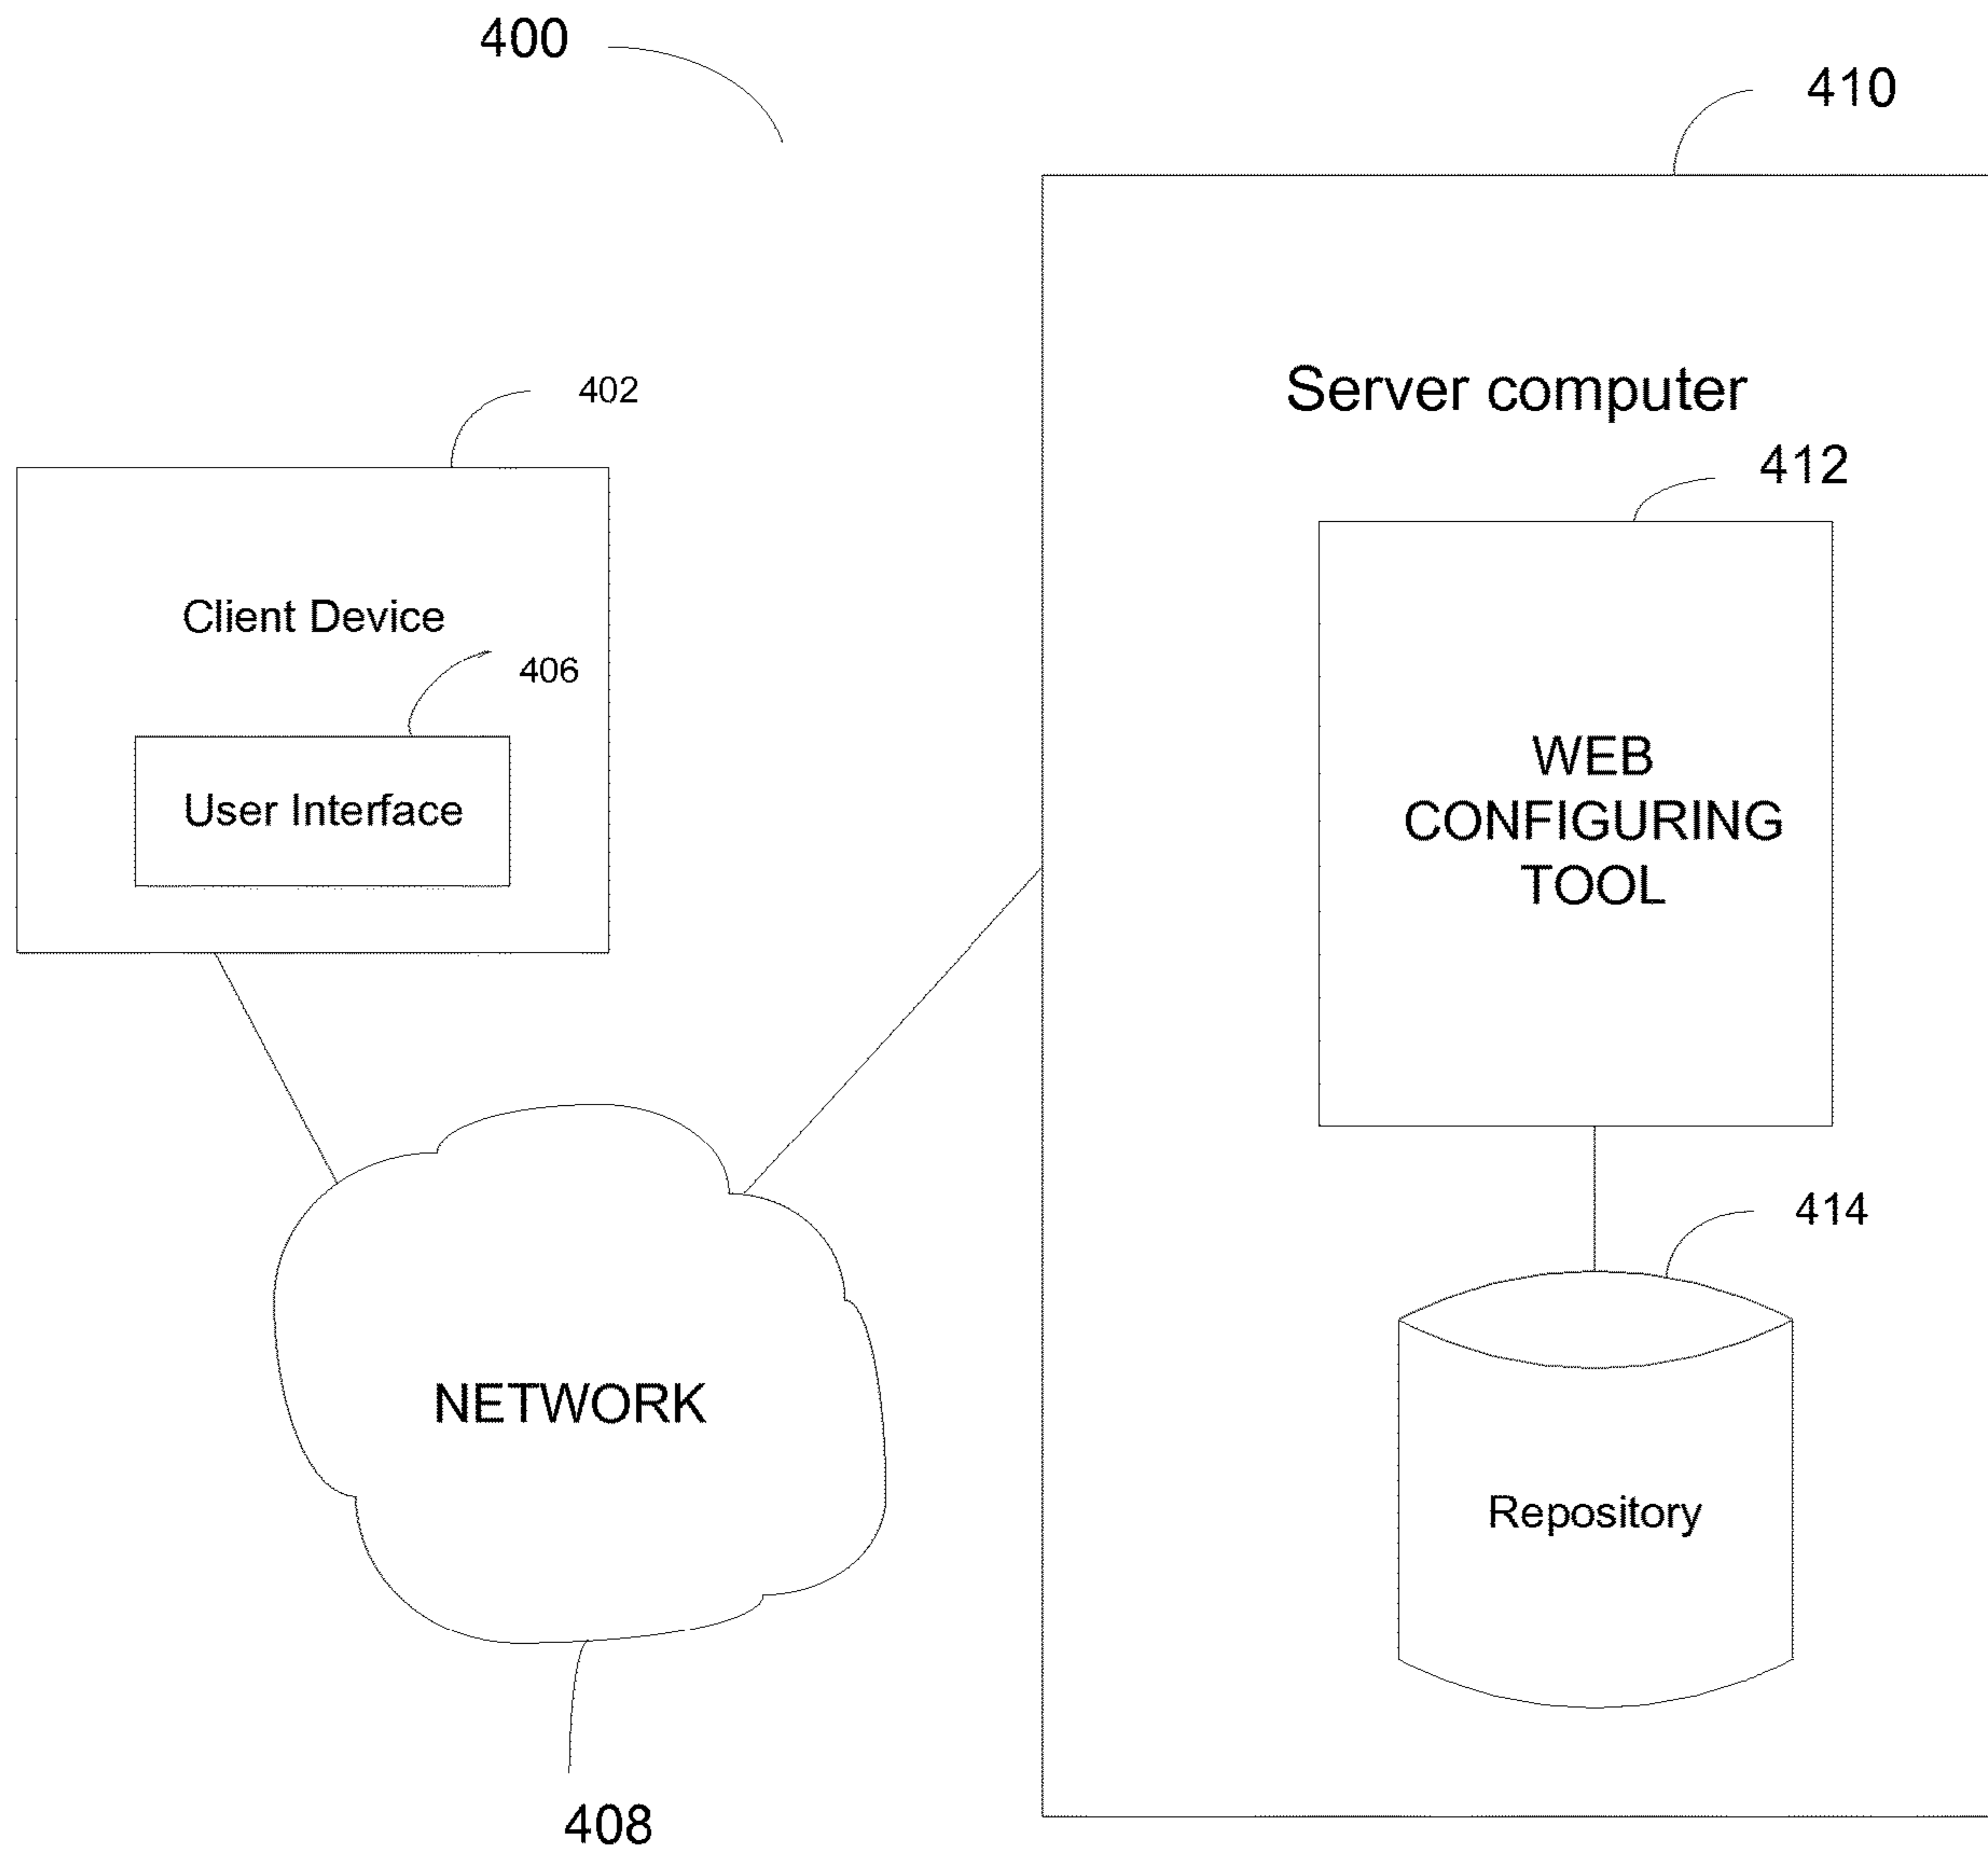 400
410
402
Server computer
412
Client Device
406
User Interface
WEB
CONFIGURING
TOOL
414
NETWORK
Repository
408